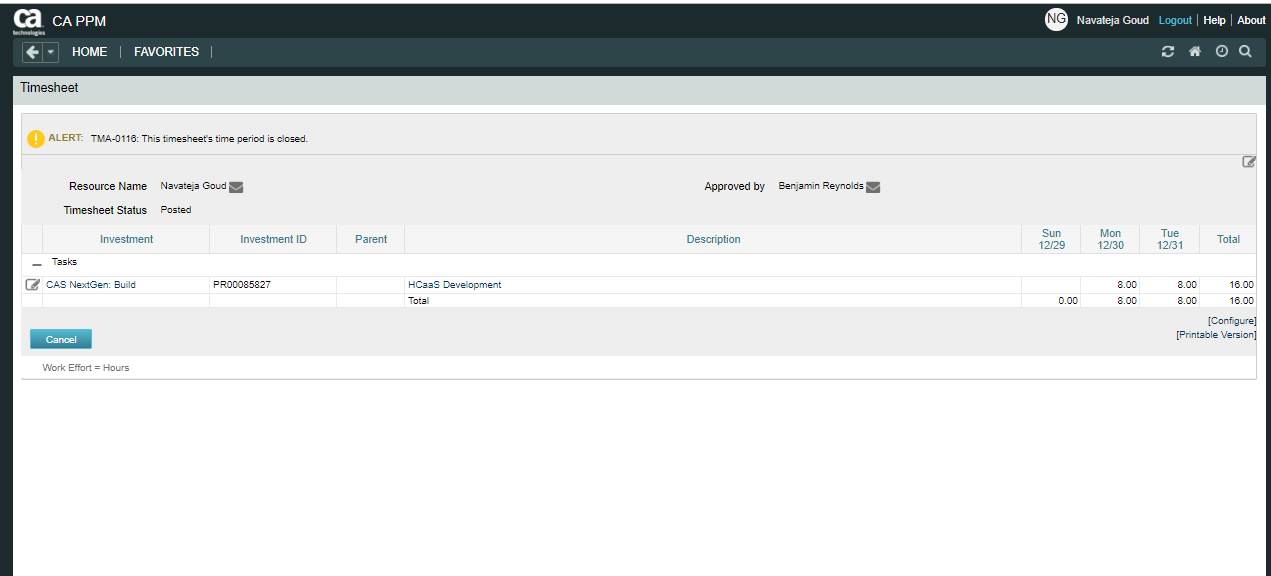 ca technologies CA PPM NG Navateja Goud Logout | Help | About
HOME | FAVORITES |
Timesheet
! ALERT: TMA-0116: This timesheet's time period is closed.
Resource Name Navateja Goud Approved by Benjamin Reynolds
Timesheet Status Posted
Investment Investment ID Parent Description Sun 12/29 Mon 12/30 Tue 12/31 Total
Tasks
CAS NextGen: Build PR00085827 HCaaS Development 8.00 8.00 16.00
Total 0.00 8.00 8.00 16.00
[Configure]
Cancel [Printable Version]
Work Effort = Hours